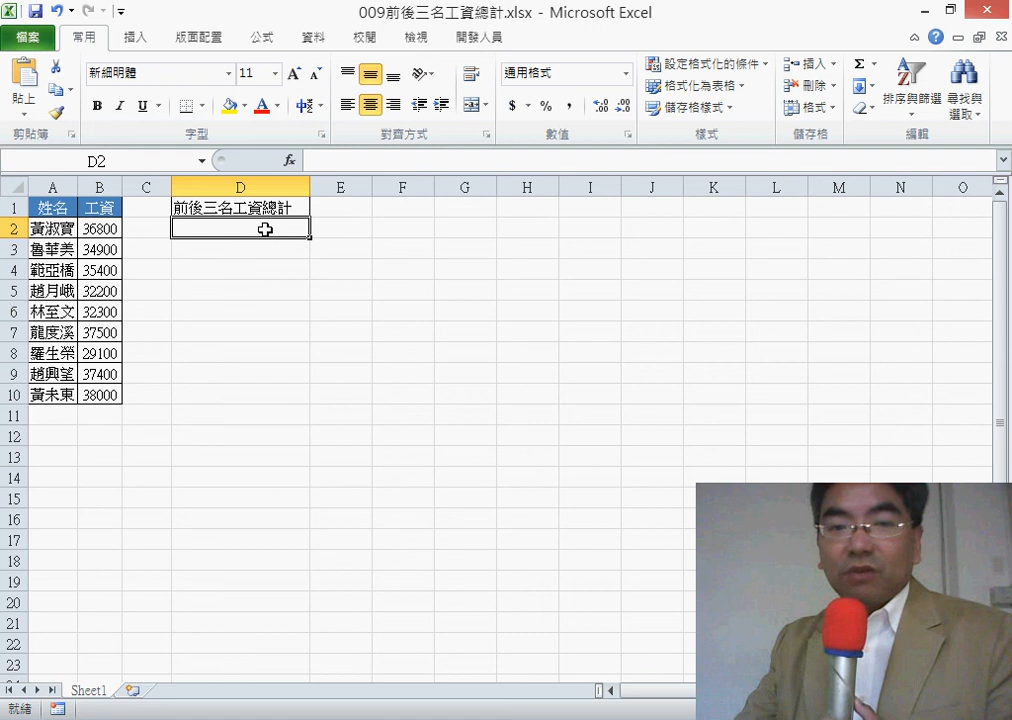 009前後三名工資總計.xlsx - Microsoft Excel
檔案 常用 插入 版面配置 公式 資料 校閱 檢視 開發人員
貼上 新細明體 11 通用格式 設定格式化的條件 插入 Σ
B I U 中 $ % , 格式化為表格 刪除 排序與篩選 尋找與選取
儲存格樣式 格式
剪貼簿 字型 對齊方式 數值 樣式 儲存格 編輯
D2 fx
A B C D E F G H I J K L M N O
1 姓名 工資 前後三名工資總計
2 黃淑寶 36800
3 魯華美 34900
4 範亞橋 35400
5 趙月峨 32200
6 林至文 32300
7 龍度溪 37500
8 羅生榮 29100
9 趙興望 37400
10 黃未東 38000
11
12
13
14
15
16
17
18
19
20
21
22
23
Sheet1
就緒